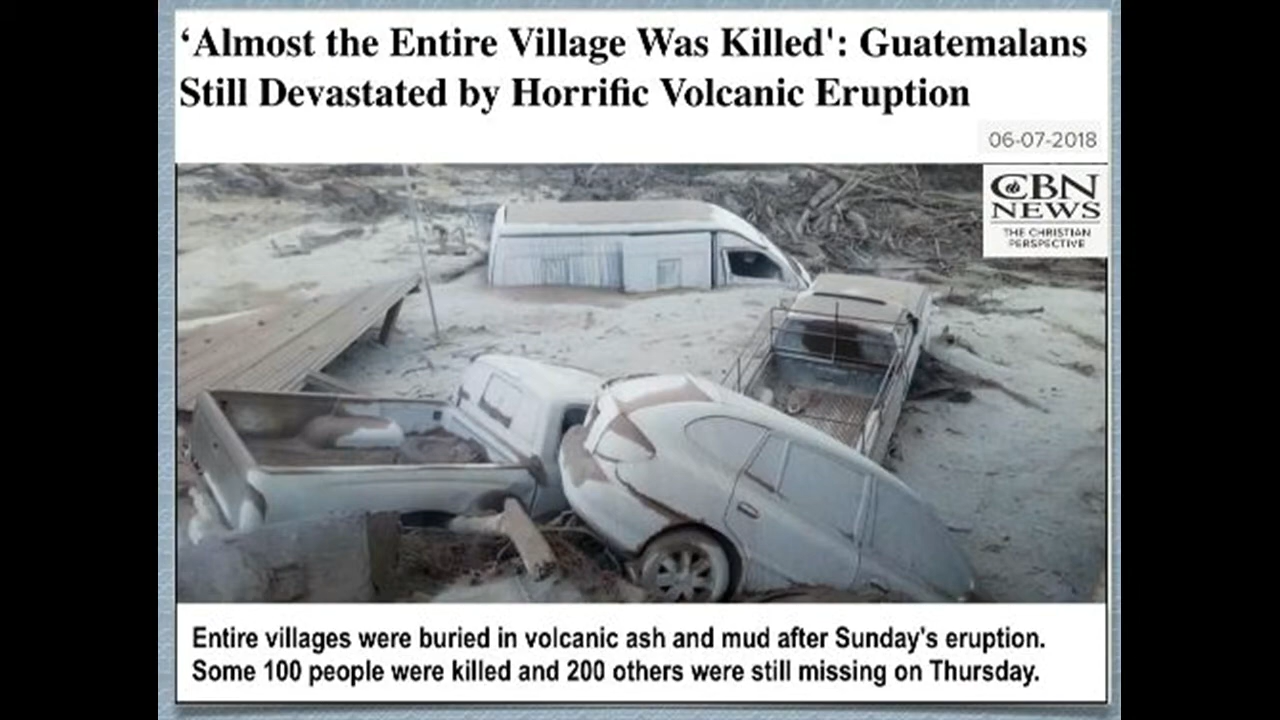 ‘Almost the Entire Village Was Killed': Guatemalans
Still Devastated by Horrific Volcanic Eruption
06-07-2018
CBN
NEWS
THE CHRISTIAN
PERSPECTIVE
Entire villages were buried in volcanic ash and mud after Sunday's eruption.
Some 100 people were killed and 200 others were still missing on Thursday.